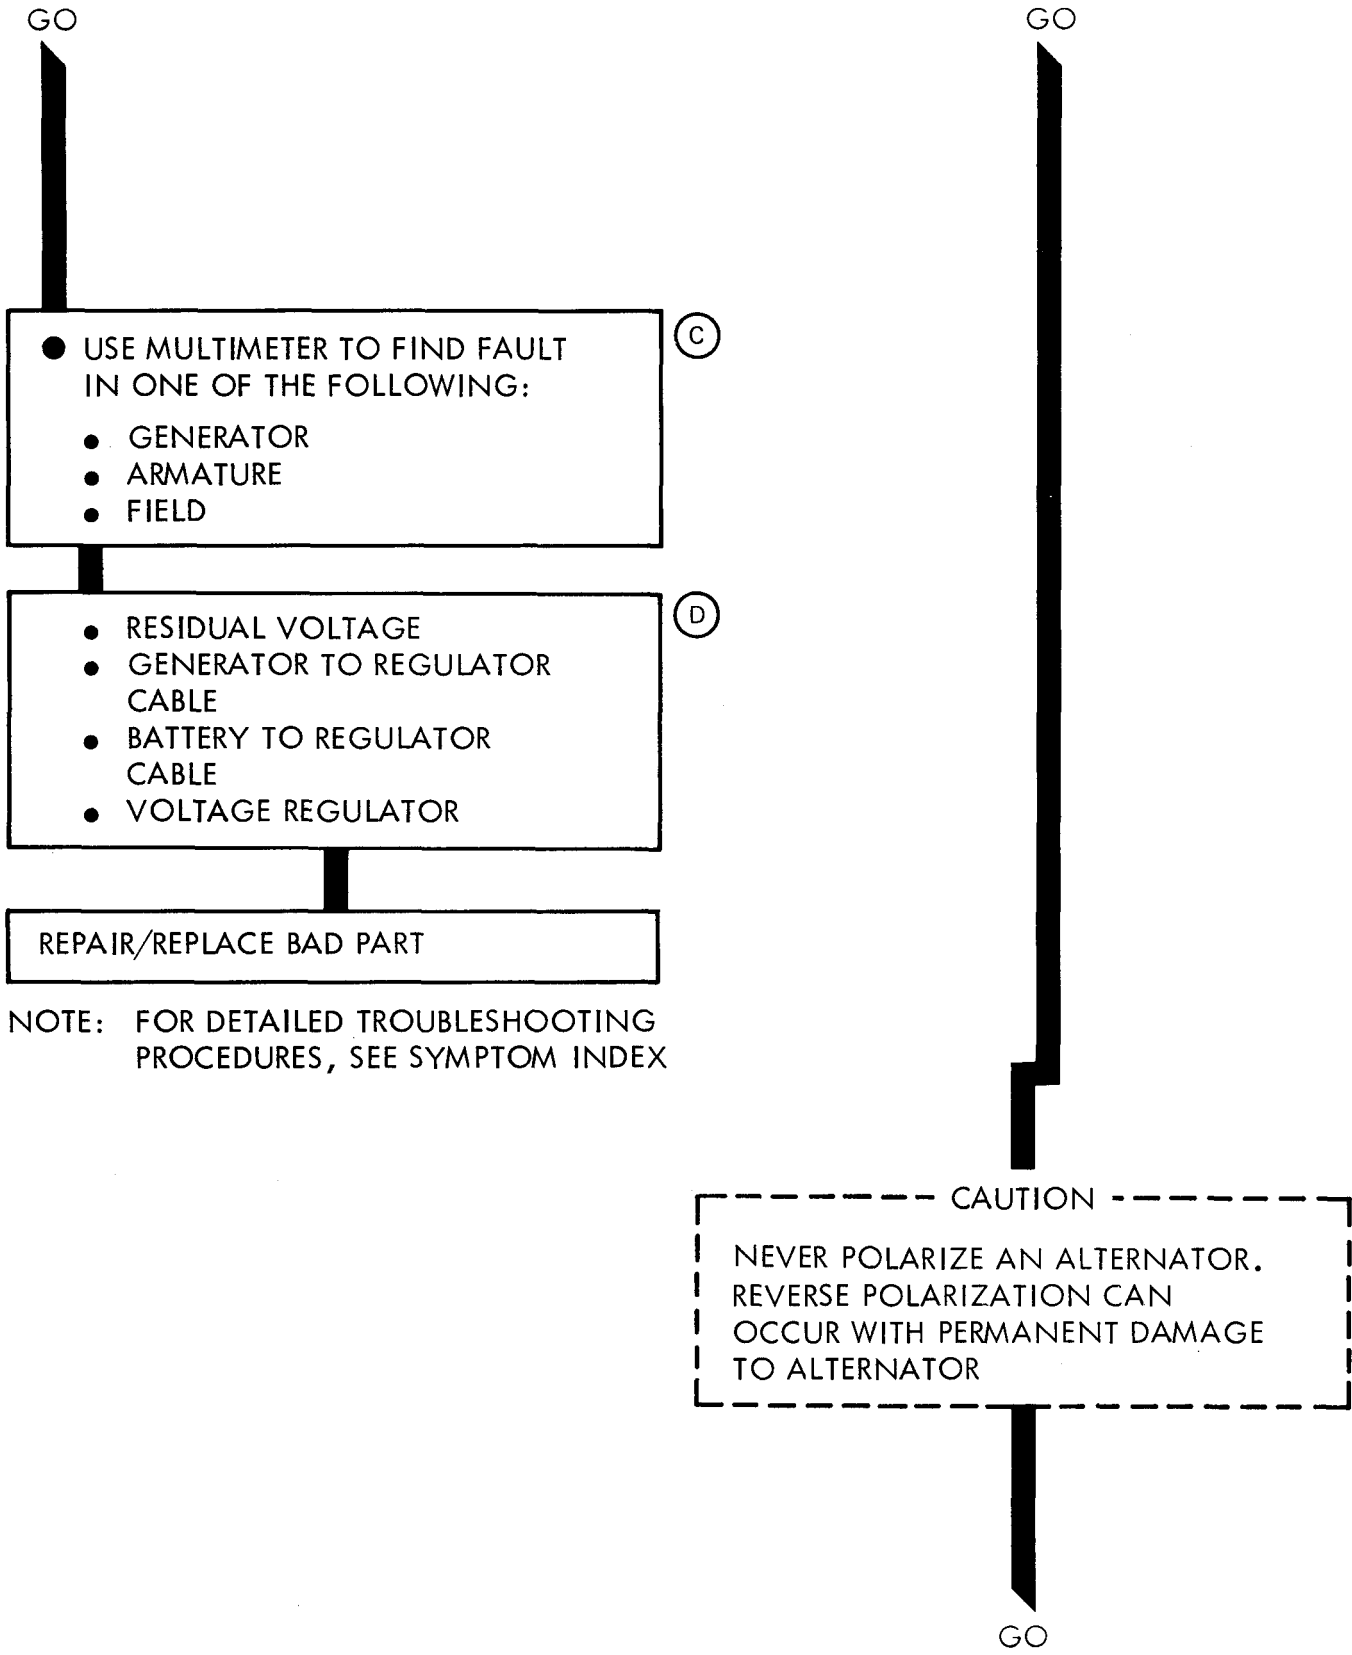 GO
GO
● USE MULTIMETER TO FIND FAULT
IN ONE OF THE FOLLOWING:
● GENERATOR
● ARMATURE
● FIELD
C
● RESIDUAL VOLTAGE
● GENERATOR TO REGULATOR
CABLE
● BATTERY TO REGULATOR
CABLE
● VOLTAGE REGULATOR
D
REPAIR/REPLACE BAD PART
NOTE: FOR DETAILED TROUBLESHOOTING
PROCEDURES, SEE SYMPTOM INDEX
CAUTION
NEVER POLARIZE AN ALTERNATOR.
REVERSE POLARIZATION CAN
OCCUR WITH PERMANENT DAMAGE
TO ALTERNATOR
GO